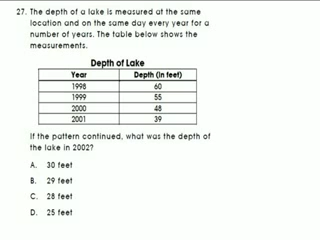 27. The depth of a lake is measured at the same
location and on the same day every year for a
number of years. The table below shows the
measurements.
Depth of Lake
Year Depth (in feet)
1998 60
1999 55
2000 48
2001 39
If the pattern continued, what was the depth of
the lake in 2002?
A. 30 feet
B. 29 feet
C. 28 feet
D. 25 feet